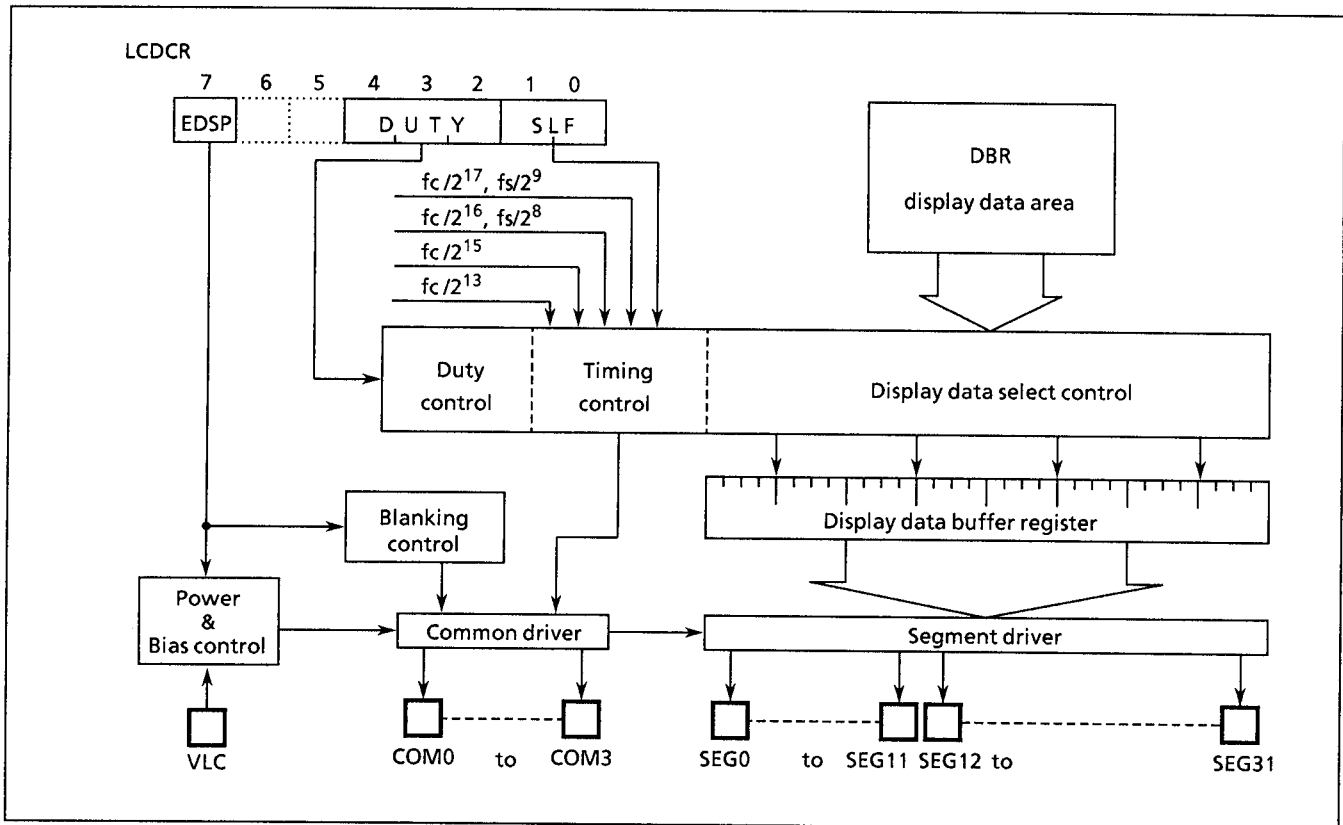 LCDCR
7 6 5 4 3 2 1 0
EDSP DUTY SLF
DBR
display data area
fc/2^17, fs/2^9
fc/2^16, fs/2^8
fc/2^15
fc/2^13
Duty
control
Timing
control
Display data select control
Blanking
control
Display data buffer register
Power
&
Bias control
Common driver
Segment driver
VLC
COM0 to COM3
SEG0 to SEG11 SEG12 to SEG31